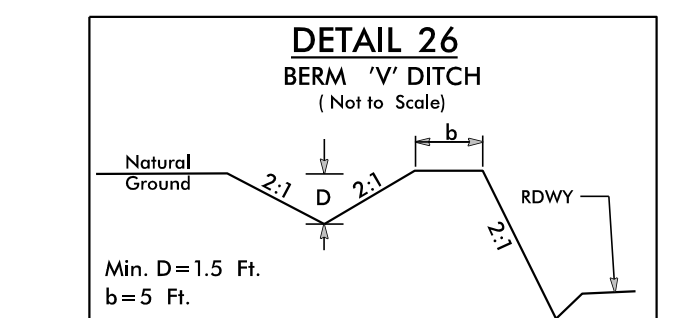 DETAIL 26
BERM 'V' DITCH
( Not to Scale)
b
Natural
Ground
2:1
D
2:1
RDWY
2:1
Min. D=1.5 Ft.
b=5 Ft.